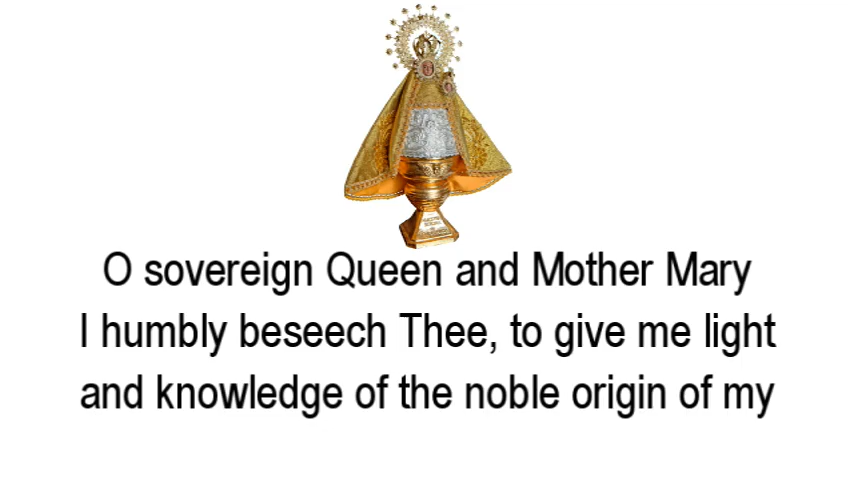 O sovereign Queen and Mother Mary
I humbly beseech Thee, to give me light
and knowledge of the noble origin of my